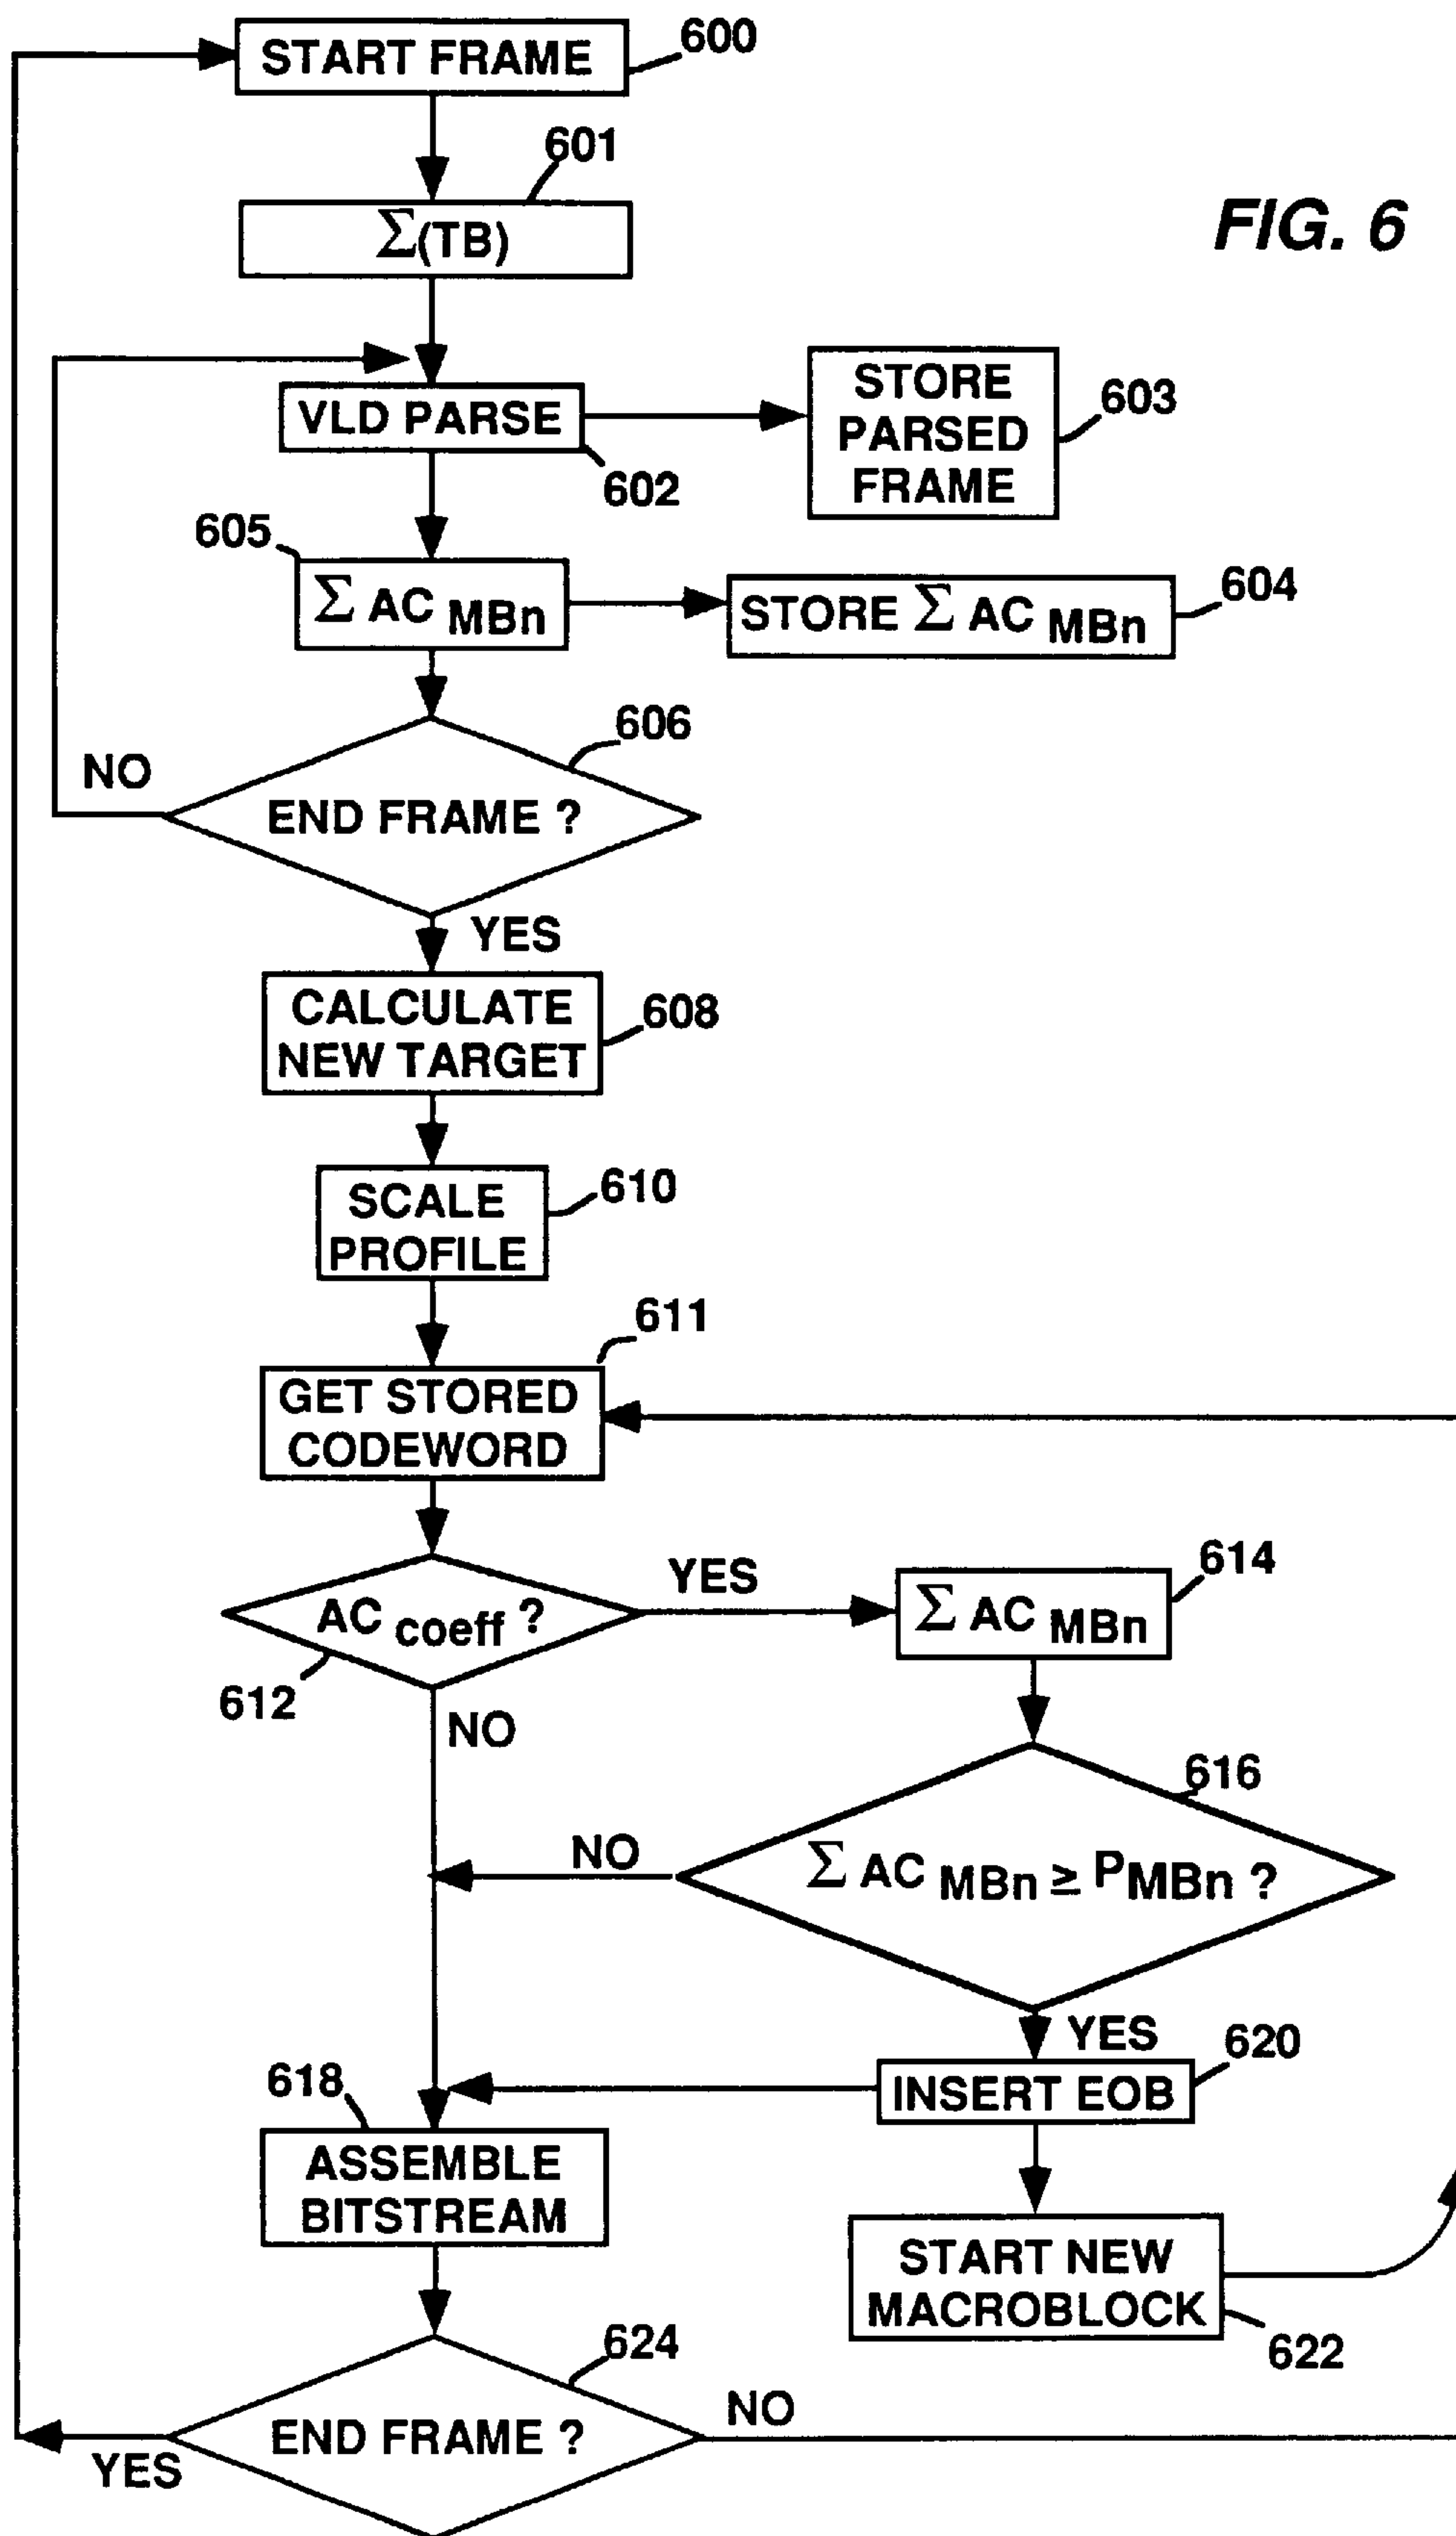 START FRAME
600
601
Σ(TB)
FIG. 6
VLD PARSE
602
STORE
PARSED
FRAME
603
605
Σ AC MBn
STORE Σ AC MBn
604
606
END FRAME ?
NO
YES
CALCULATE
NEW TARGET
608
SCALE
PROFILE
610
611
GET STORED
CODEWORD
AC coeff ?
612
YES
NO
Σ AC MBn
614
616
Σ AC MBn ≥ PMBn ?
NO
YES
620
INSERT EOB
618
ASSEMBLE
BITSTREAM
START NEW
MACROBLOCK
622
624
END FRAME ?
NO
YES